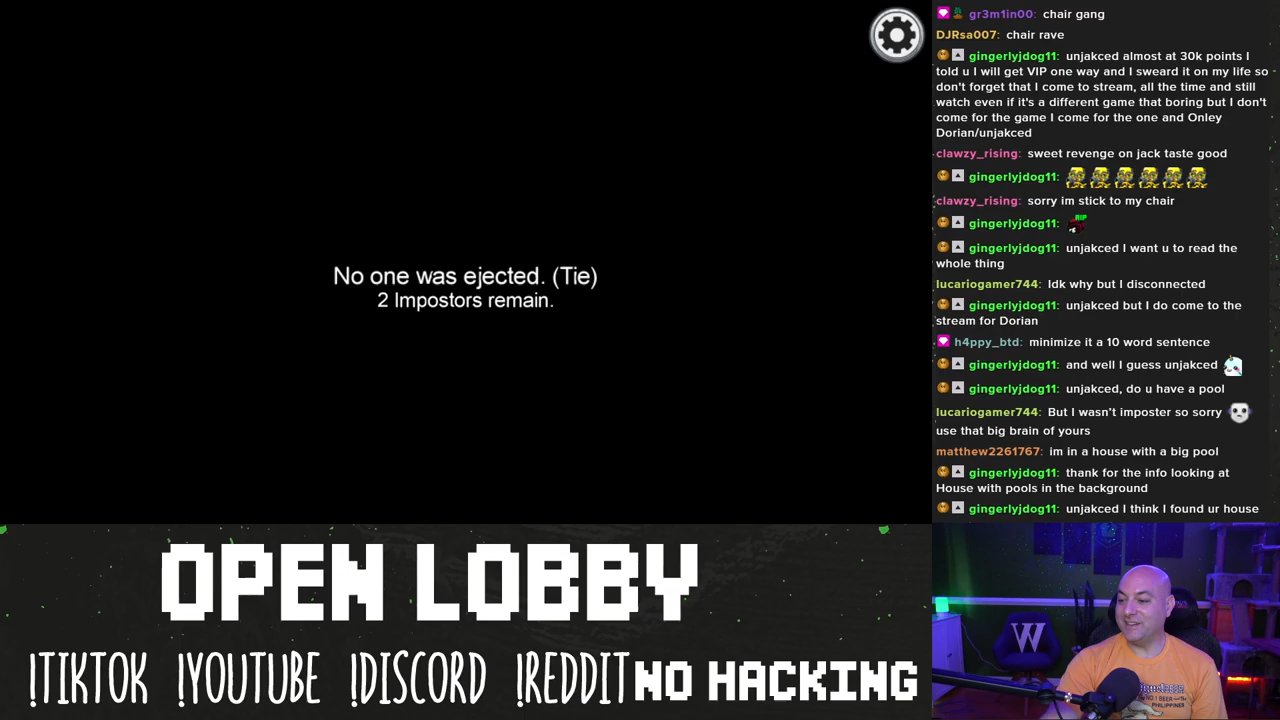 gr3m1in00: chair gang
DJRsa007: chair rave
gingerlyjdog11: unjakced almost at 30k points I
told u I will get VIP one way and I sweard it on my life so
don't forget that I come to stream, all the time and still
watch even if it's a different game that boring but I don't
come for the game I come for the one and Onley
Dorian/unjakced
clawzy_rising: sweet revenge on jack taste good
gingerlyjdog11:
clawzy_rising: sorry im stick to my chair
gingerlyjdog11: RIP
gingerlyjdog11: unjakced I want u to read the
whole thing
lucariogamer744: Idk why but I disconnected
gingerlyjdog11: unjakced but I do come to the
stream for Dorian
h4ppy_btd: minimize it a 10 word sentence
gingerlyjdog11: and well I guess unjakced
gingerlyjdog11: unjakced, do u have a pool
lucariogamer744: But I wasn't imposter so sorry
use that big brain of yours
matthew2261767: im in a house with a big pool
gingerlyjdog11: thank for the info looking at
House with pools in the background
gingerlyjdog11: unjakced I think I found ur house
No one was ejected. (Tie)
2 Impostors remain.
OPEN LOBBY
!TIKTOK !YOUTUBE !DISCORD !REDDIT NO HACKING
W
NO.1 BEER
PHILIPPINES